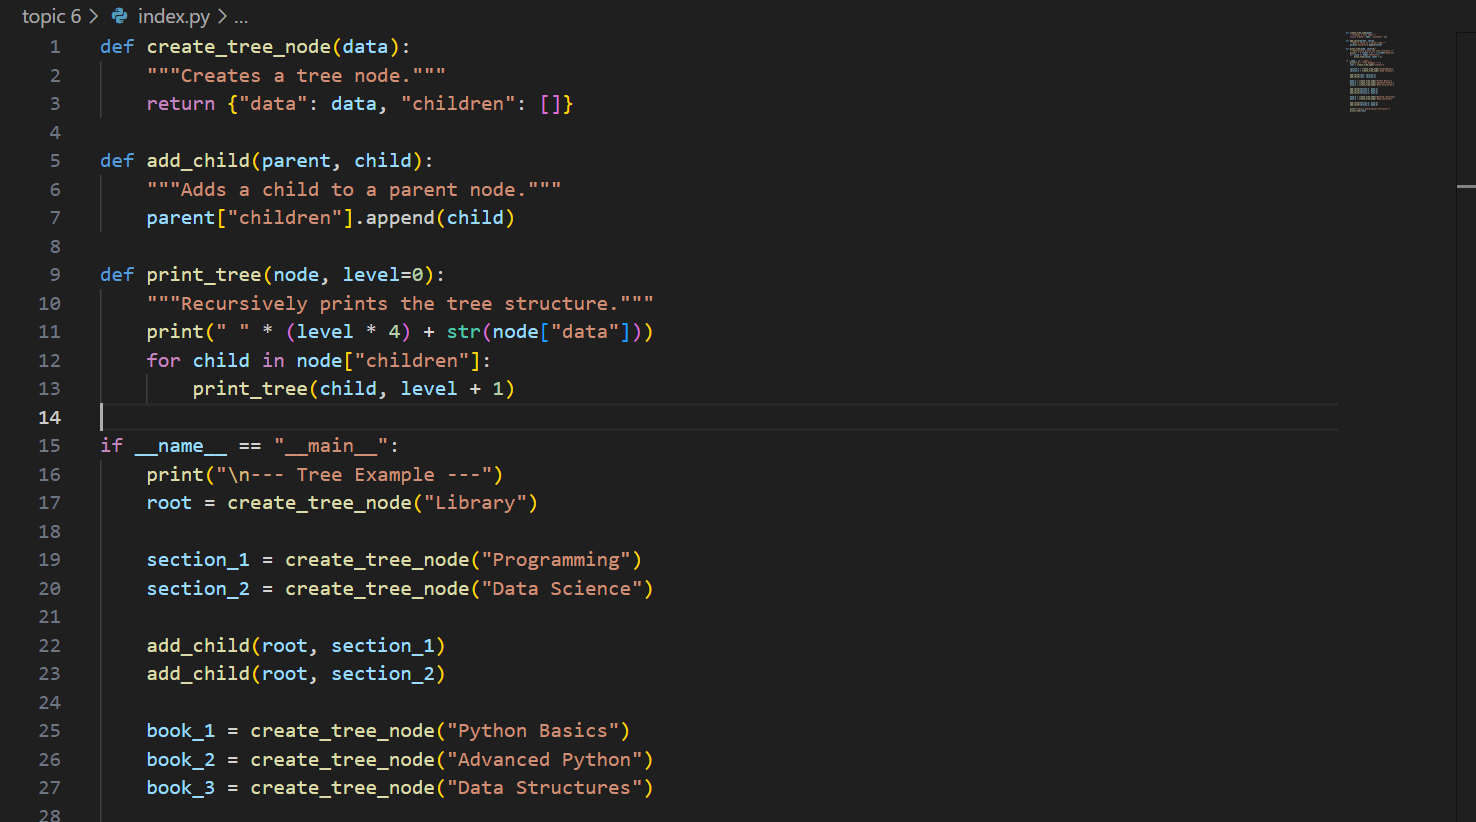 topic 6 > index.py > ...
1 def create_tree_node(data):
2     """Creates a tree node."""
3     return {"data": data, "children": []}
4
5 def add_child(parent, child):
6     """Adds a child to a parent node."""
7     parent["children"].append(child)
8
9 def print_tree(node, level=0):
10     """Recursively prints the tree structure."""
11     print(" " * (level * 4) + str(node["data"]))
12     for child in node["children"]:
13         print_tree(child, level + 1)
14
15 if __name__ == "__main__":
16     print("\n--- Tree Example ---")
17     root = create_tree_node("Library")
18
19     section_1 = create_tree_node("Programming")
20     section_2 = create_tree_node("Data Science")
21
22     add_child(root, section_1)
23     add_child(root, section_2)
24
25     book_1 = create_tree_node("Python Basics")
26     book_2 = create_tree_node("Advanced Python")
27     book_3 = create_tree_node("Data Structures")
28